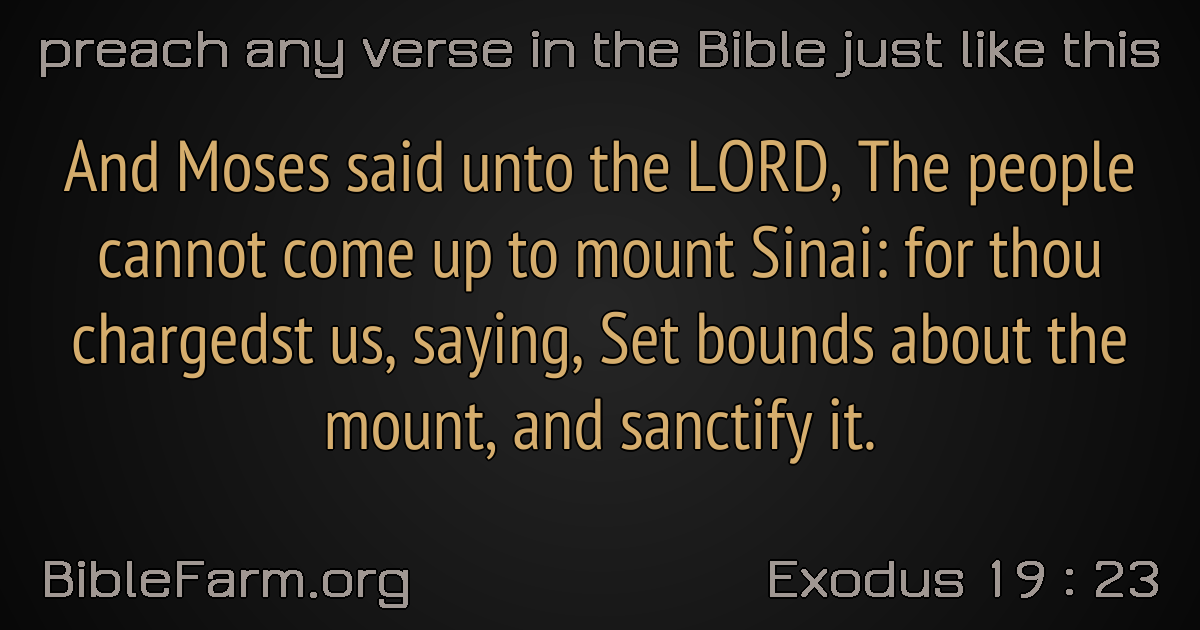 preach any verse in the Bible just like this
And Moses said unto the LORD, The people
cannot come up to mount Sinai: for thou
chargedst us, saying, Set bounds about the
mount, and sanctify it.
BibleFarm.org
Exodus 19 : 23